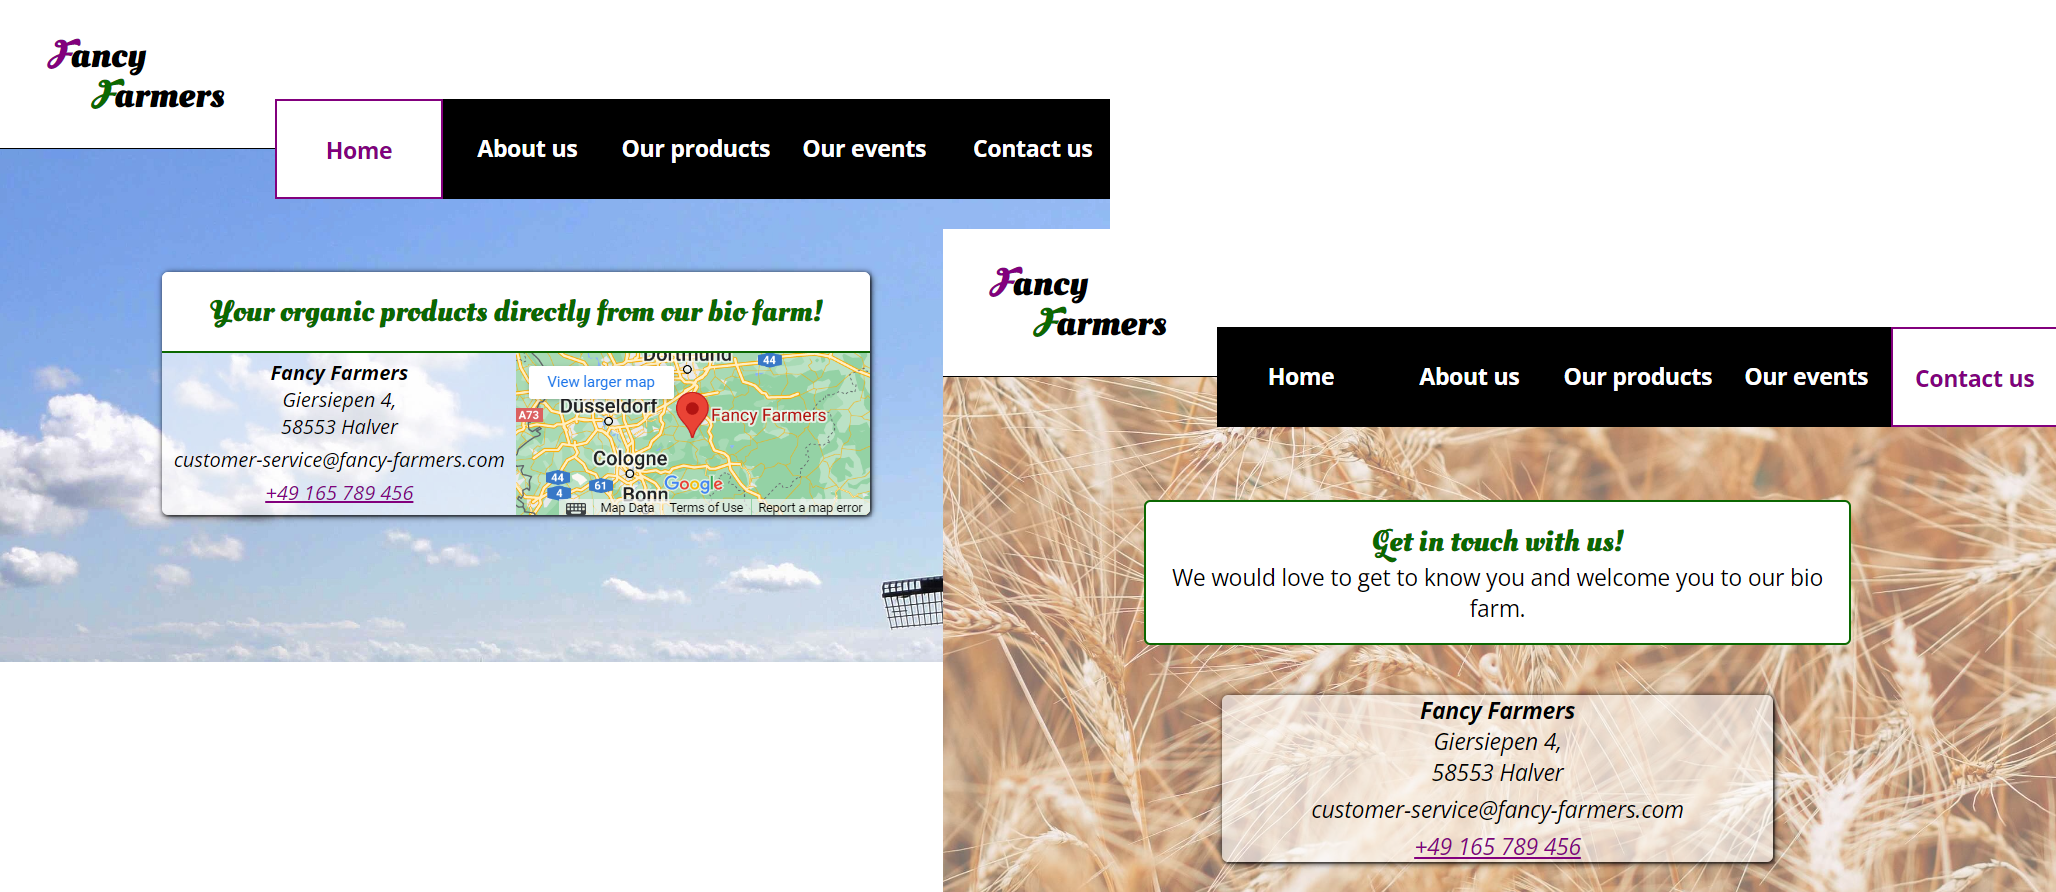 Fancy
Farmers
Home About us Our products Our events Contact us
Your organic products directly from our bio farm!
Fancy Farmers
Giersiepen 4,
58553 Halver
customer-service@fancy-farmers.com
+49 165 789 456
Dortmund
44
View larger map
Düsseldorf
A73
Fancy Farmers
Cologne
44
4
61
Google
Bonn
Map Data Terms of Use Report a map error
Fancy
Farmers
Home About us Our products Our events Contact us
Get in touch with us!
We would love to get to know you and welcome you to our bio
farm.
Fancy Farmers
Giersiepen 4,
58553 Halver
customer-service@fancy-farmers.com
+49 165 789 456